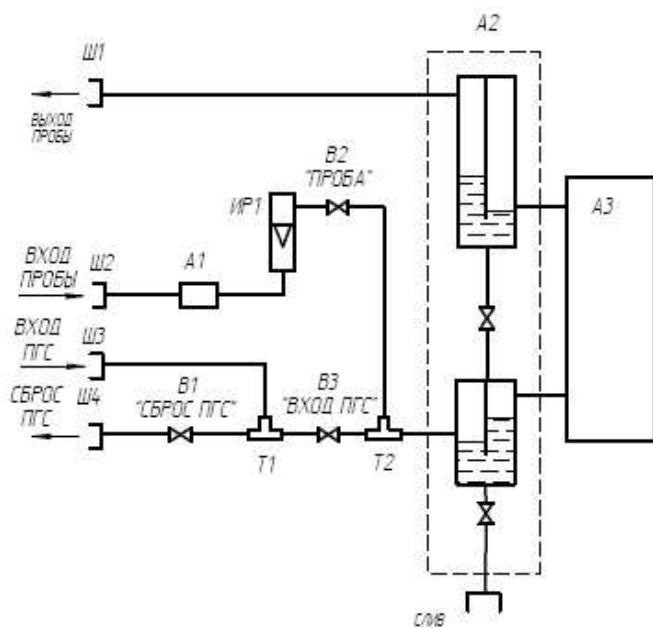 А2
Ш1
ВЫХОД
ПРОБЫ
В2
"ПРОБА"
ИР1
А3
ВХОД
ПРОБЫ
Ш2
А1
ВХОД
ПГС
Ш3
СБРОС
ПГС
Ш4
В1
"СБРОС ПГС"
В3
"ВХОД ПГС"
Т1
Т2
СЛИВ